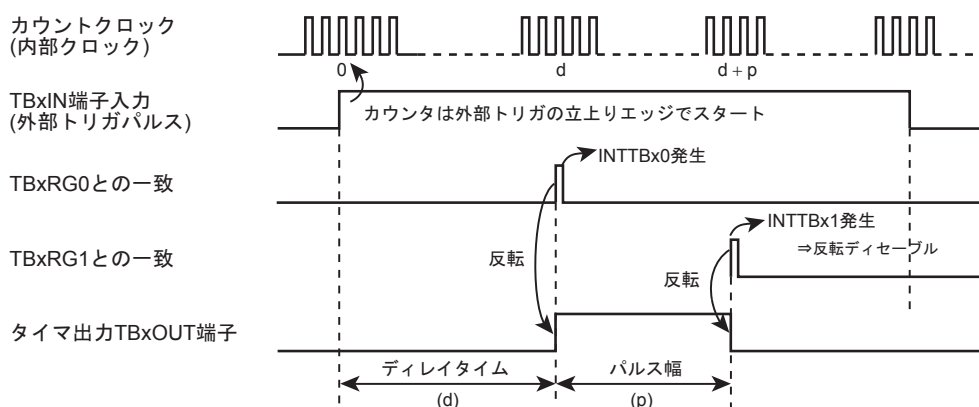 カウントクロック
(内部クロック)
0
d
d + p
TBxIN端子入力
(外部トリガパルス)
カウンタは外部トリガの立上りエッジでスタート
INTTBx0発生
TBxRG0との一致
INTTBx1発生
TBxRG1との一致
反転
反転
⇒反転ディセーブル
タイマ出力TBxOUT端子
ディレイタイム
(d)
パルス幅
(p)